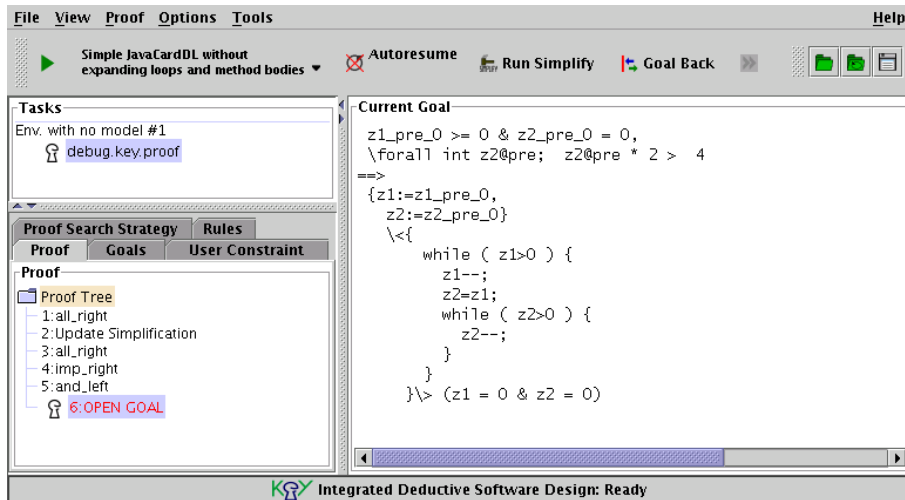 File View Proof Options Tools Help
Simple JavaCardDL without
expanding loops and method bodies
Autoresume
Run Simplify
Goal Back
Tasks
Env. with no model #1
debug.key.proof
Proof Search Strategy Rules
Proof Goals User Constraint
Proof
Proof Tree
1:all_right
2:Update Simplification
3:all_right
4:imp_right
5:and_left
6:OPEN GOAL
Current Goal
z1_pre_0 >= 0 & z2_pre_0 = 0,
\forall int z2@pre; z2@pre * 2 > 4
==>
{z1:=z1_pre_0,
z2:=z2_pre_0}
\<{
while ( z1>0 ) {
z1--;
z2=z1;
while ( z2>0 ) {
z2--;
}
}
}\> (z1 = 0 & z2 = 0)
KeY Integrated Deductive Software Design: Ready